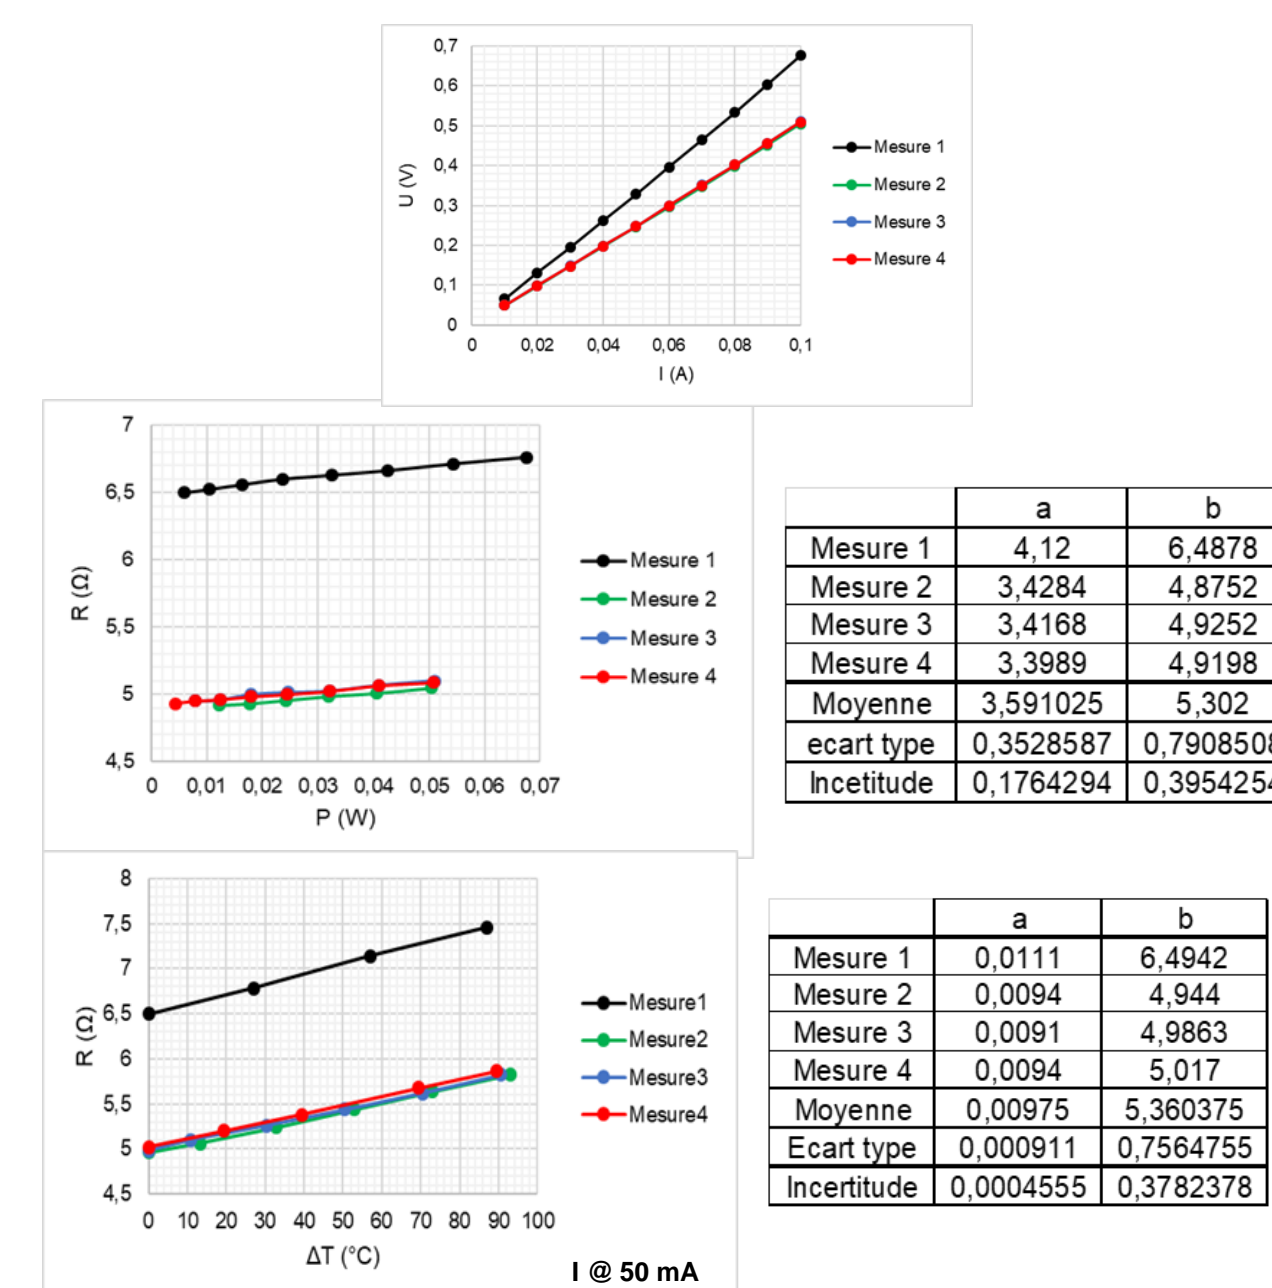 0,7
0,6
0,5
0,4
0,3
0,2
0,1
0
U (V)
0 0,02 0,04 0,06 0,08 0,1
I (A)
Mesure 1
Mesure 2
Mesure 3
Mesure 4
7
6,5
6
5,5
5
4,5
R (Ω)
0 0,01 0,02 0,03 0,04 0,05 0,06 0,07
P (W)
Mesure 1
Mesure 2
Mesure 3
Mesure 4
a b
Mesure 1 4,12 6,4878
Mesure 2 3,4284 4,8752
Mesure 3 3,4168 4,9252
Mesure 4 3,3989 4,9198
Moyenne 3,591025 5,302
ecart type 0,3528587 0,7908508
Incetitude 0,1764294 0,3954254
8
7,5
7
6,5
6
5,5
5
4,5
R (Ω)
0 10 20 30 40 50 60 70 80 90 100
ΔT (°C)
Mesure1
Mesure2
Mesure3
Mesure4
I @ 50 mA
a b
Mesure 1 0,0111 6,4942
Mesure 2 0,0094 4,944
Mesure 3 0,0091 4,9863
Mesure 4 0,0094 5,017
Moyenne 0,00975 5,360375
Ecart type 0,000911 0,7564755
Incertitude 0,0004555 0,3782378